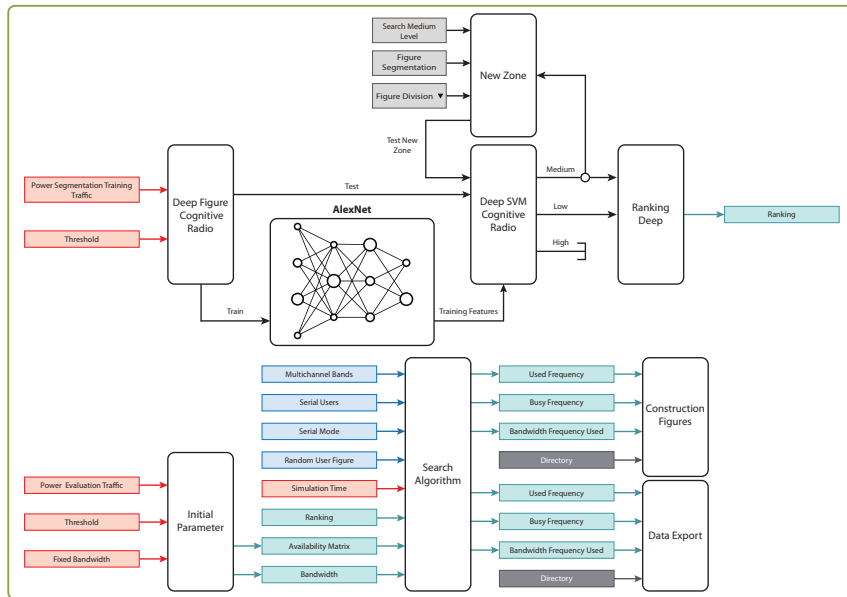 Search Medium
Level
Figure
Segmentation
Figure Division
New Zone
Test New
Zone
Power Segmentation Training
Traffic
Threshold
Deep Figure
Cognitive
Radio
Test
AlexNet
Train
Training Features
Deep SVM
Cognitive
Radio
Medium
Low
High
Ranking
Deep
Ranking
Multichannel Bands
Serial Users
Serial Mode
Random User Figure
Simulation Time
Ranking
Availability Matrix
Bandwidth
Power Evaluation Traffic
Threshold
Fixed Bandwidth
Initial
Parameter
Search
Algorithm
Used Frequency
Busy Frequency
Bandwidth Frequency Used
Directory
Construction
Figures
Used Frequency
Busy Frequency
Bandwidth Frequency Used
Directory
Data Export